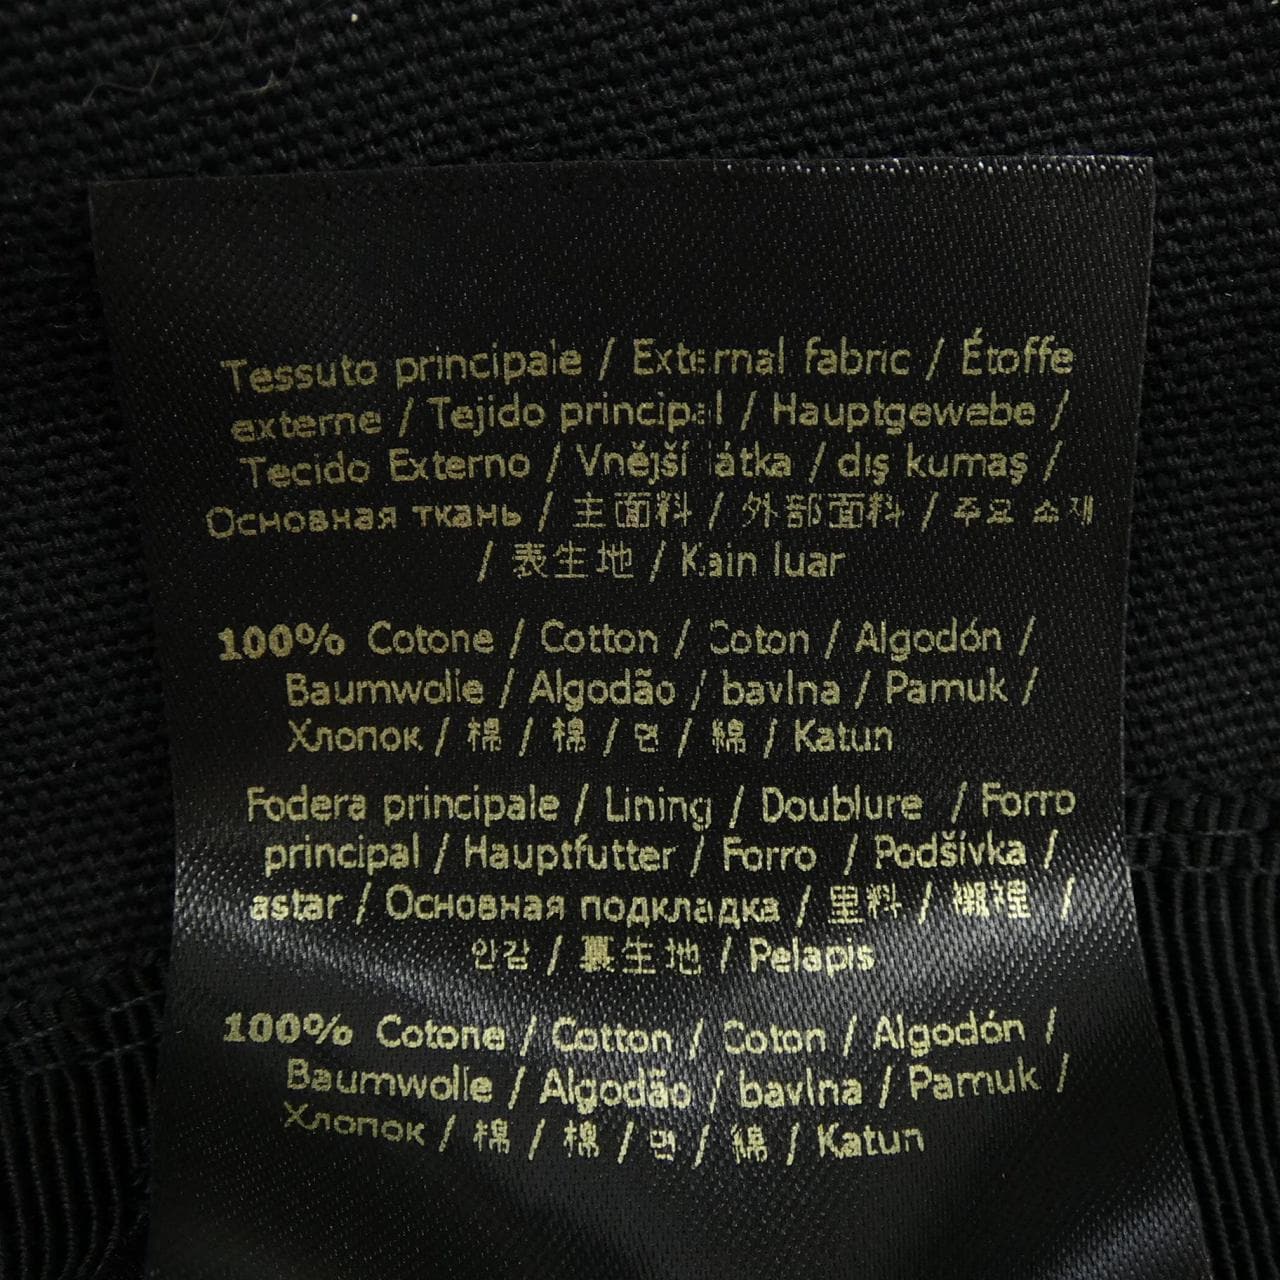 Tessuto principale / External fabric / Étoffe
externe / Tejido principal / Hauptgewebe /
Tecido Externo / Vnější látka / dış kumaş /
Основная ткань / 主面料 / 外部面料 / 주요 소재
/ 表生地 / Kain luar
100% Cotone / Cotton / Coton / Algodón /
Baumwolle / Algodão / bavlna / Pamuk /
Хлопок / 棉 / 棉 / 면 / 綿 / Katun
Fodera principale / Lining / Doublure / Forro
principal / Hauptfutter / Forro / Podšívka /
astar / Основная подкладка / 里料 / 襯裡 /
안감 / 裏生地 / Pelapis
100% Cotone / Cotton / Coton / Algodón /
Baumwolle / Algodão / bavlna / Pamuk /
Хлопок / 棉 / 棉 / 면 / 綿 / Katun